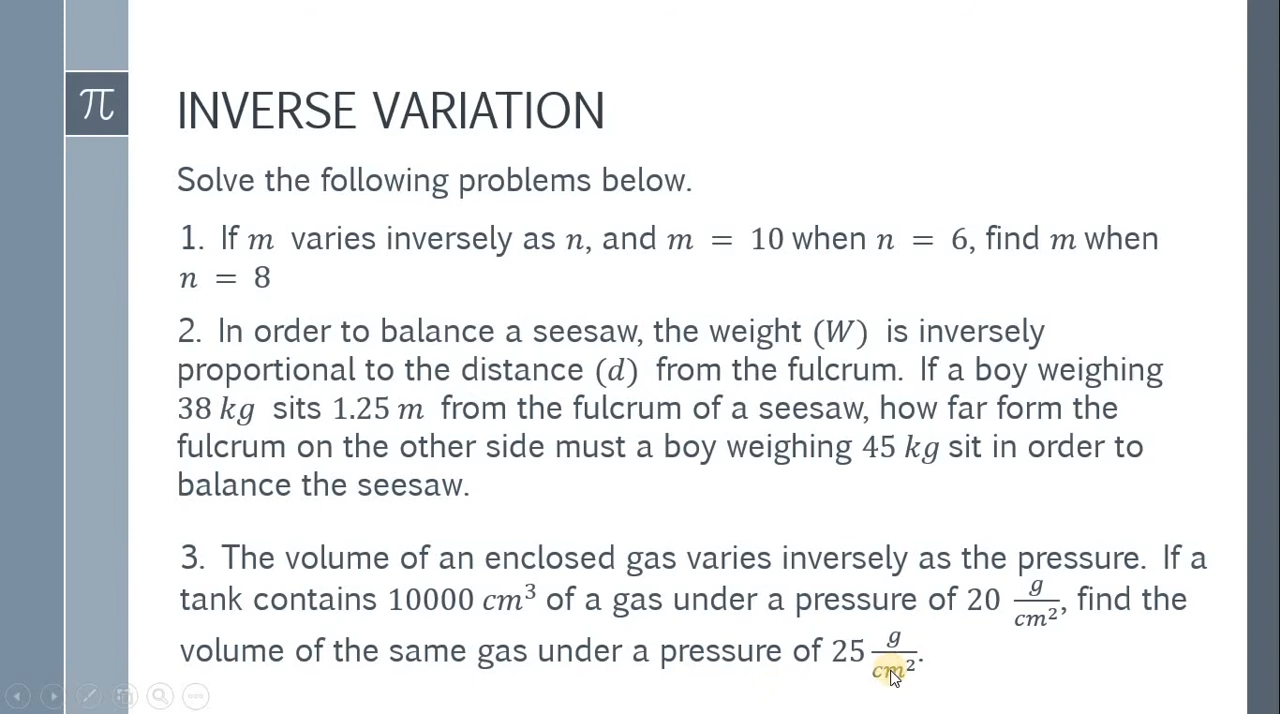 π
INVERSE VARIATION
Solve the following problems below.
1. If m varies inversely as n, and m = 10 when n = 6, find m when
n = 8
2. In order to balance a seesaw, the weight (W) is inversely
proportional to the distance (d) from the fulcrum. If a boy weighing
38 kg sits 1.25 m from the fulcrum of a seesaw, how far form the
fulcrum on the other side must a boy weighing 45 kg sit in order to
balance the seesaw.
3. The volume of an enclosed gas varies inversely as the pressure. If a
tank contains 10000 cm³ of a gas under a pressure of 20 g/cm², find the
volume of the same gas under a pressure of 25 g/cm².